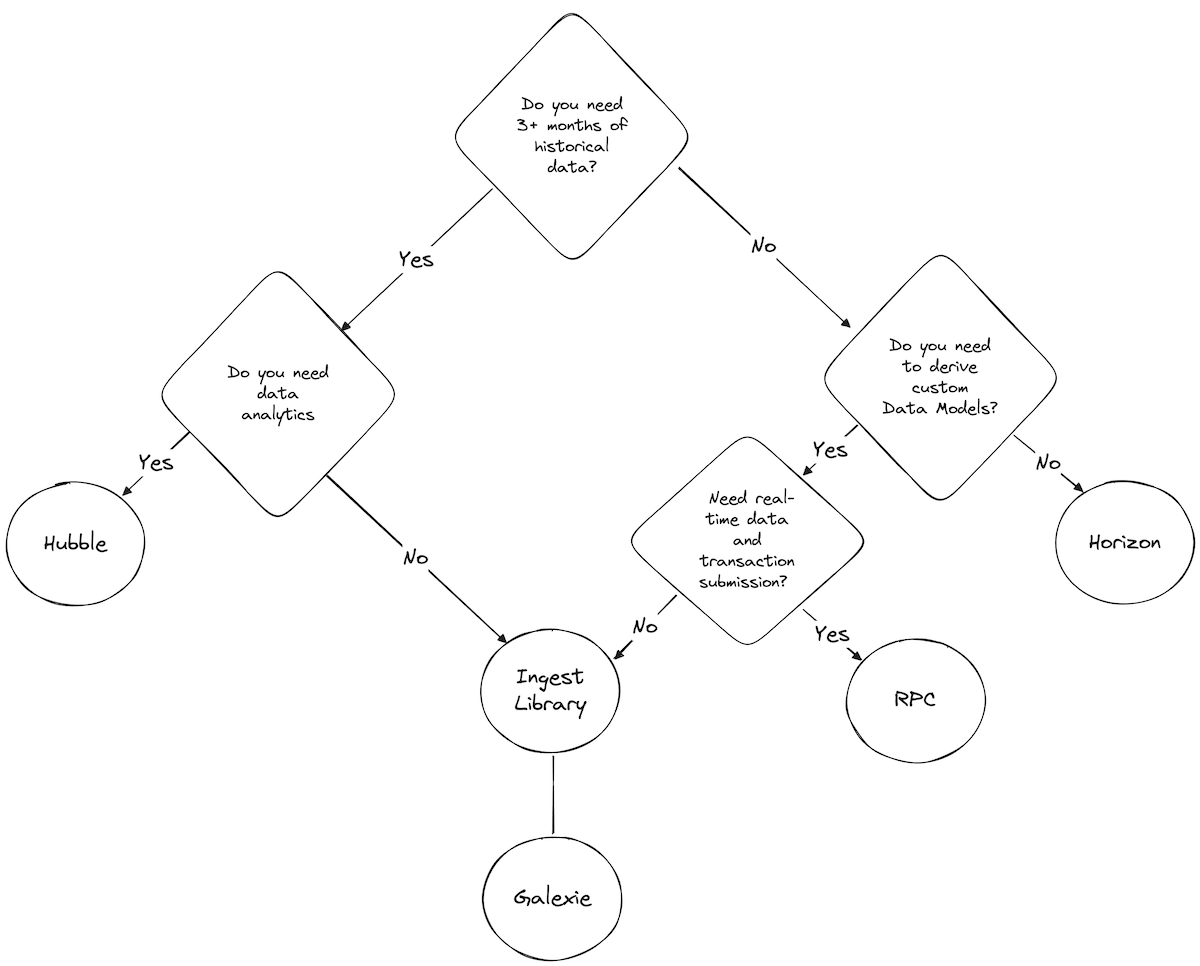 Do you need
3+ months of
historical
data?
Yes
No
Do you need
data
analytics
Do you need
to derive
custom
Data Models?
Yes
No
Yes
No
Need real-
time data
and
transaction
submission?
Hubble
Horizon
No
Yes
Ingest
Library
RPC
Galexie